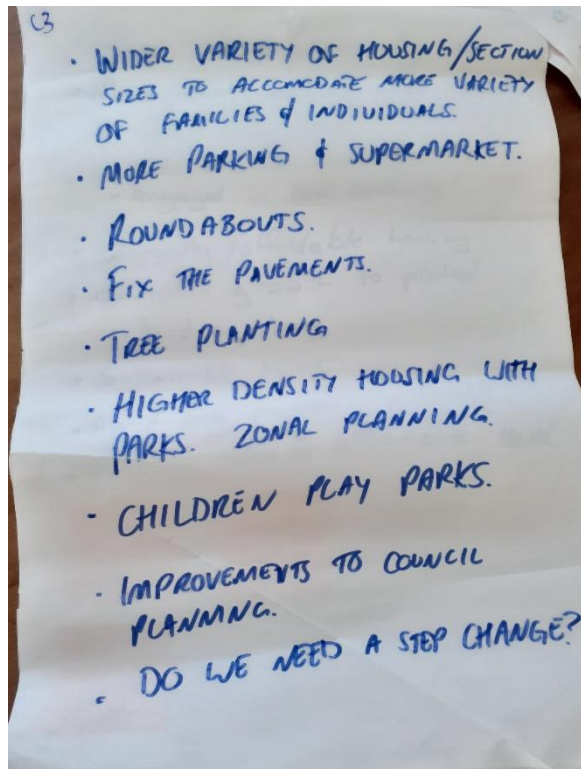 C3
· WIDER VARIETY OF HOUSING/SECTION
SIZES TO ACCOMODATE MORE VARIETY
OF FAMILIES & INDIVIDUALS.
· MORE PARKING & SUPERMARKET.
· ROUNDABOUTS.
· FIX THE PAVEMENTS.
· TREE PLANTING
· HIGHER DENSITY HOUSING WITH
PARKS. ZONAL PLANNING.
· CHILDREN PLAY PARKS.
· IMPROVEMENTS TO COUNCIL
PLANNING.
· DO WE NEED A STEP CHANGE?